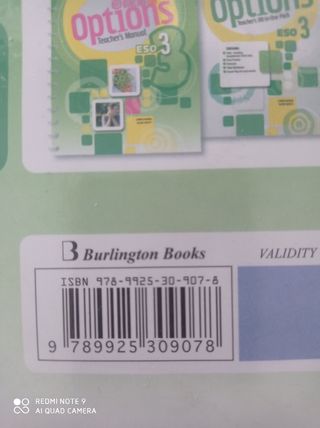 Options
Teacher's Manual
ESO 3
Options
Teacher's All-in-One Pack
ESO 3
Burlington Books
VALIDITY
ISBN 978-9925-30-907-8
9 789925 309078
REDMI NOTE 9
AI QUAD CAMERA